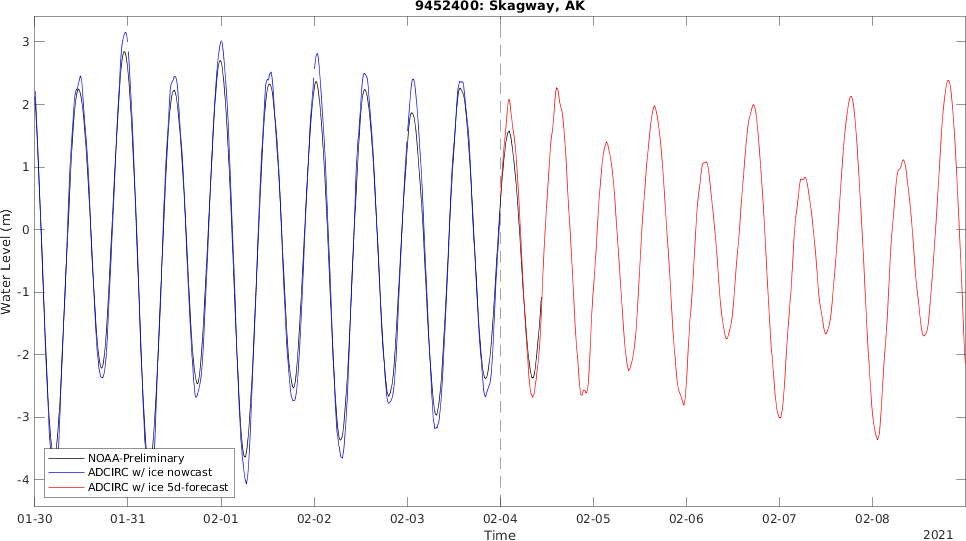 9452400: Skagway, AK
3
2
1
0
-1
-2
-3
-4
Water Level (m)
NOAA-Preliminary
ADCIRC w/ ice nowcast
ADCIRC w/ ice 5d-forecast
01-30 01-31 02-01 02-02 02-03 02-04 02-05 02-06 02-07 02-08
Time
2021